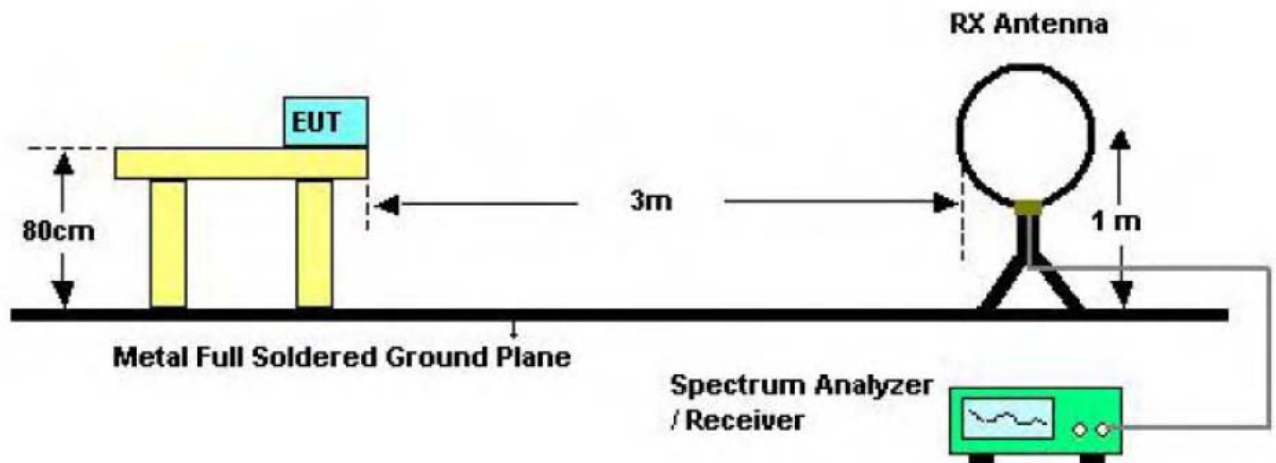 RX Antenna
EUT
80cm
3m
1 m
Metal Full Soldered Ground Plane
Spectrum Analyzer
/ Receiver